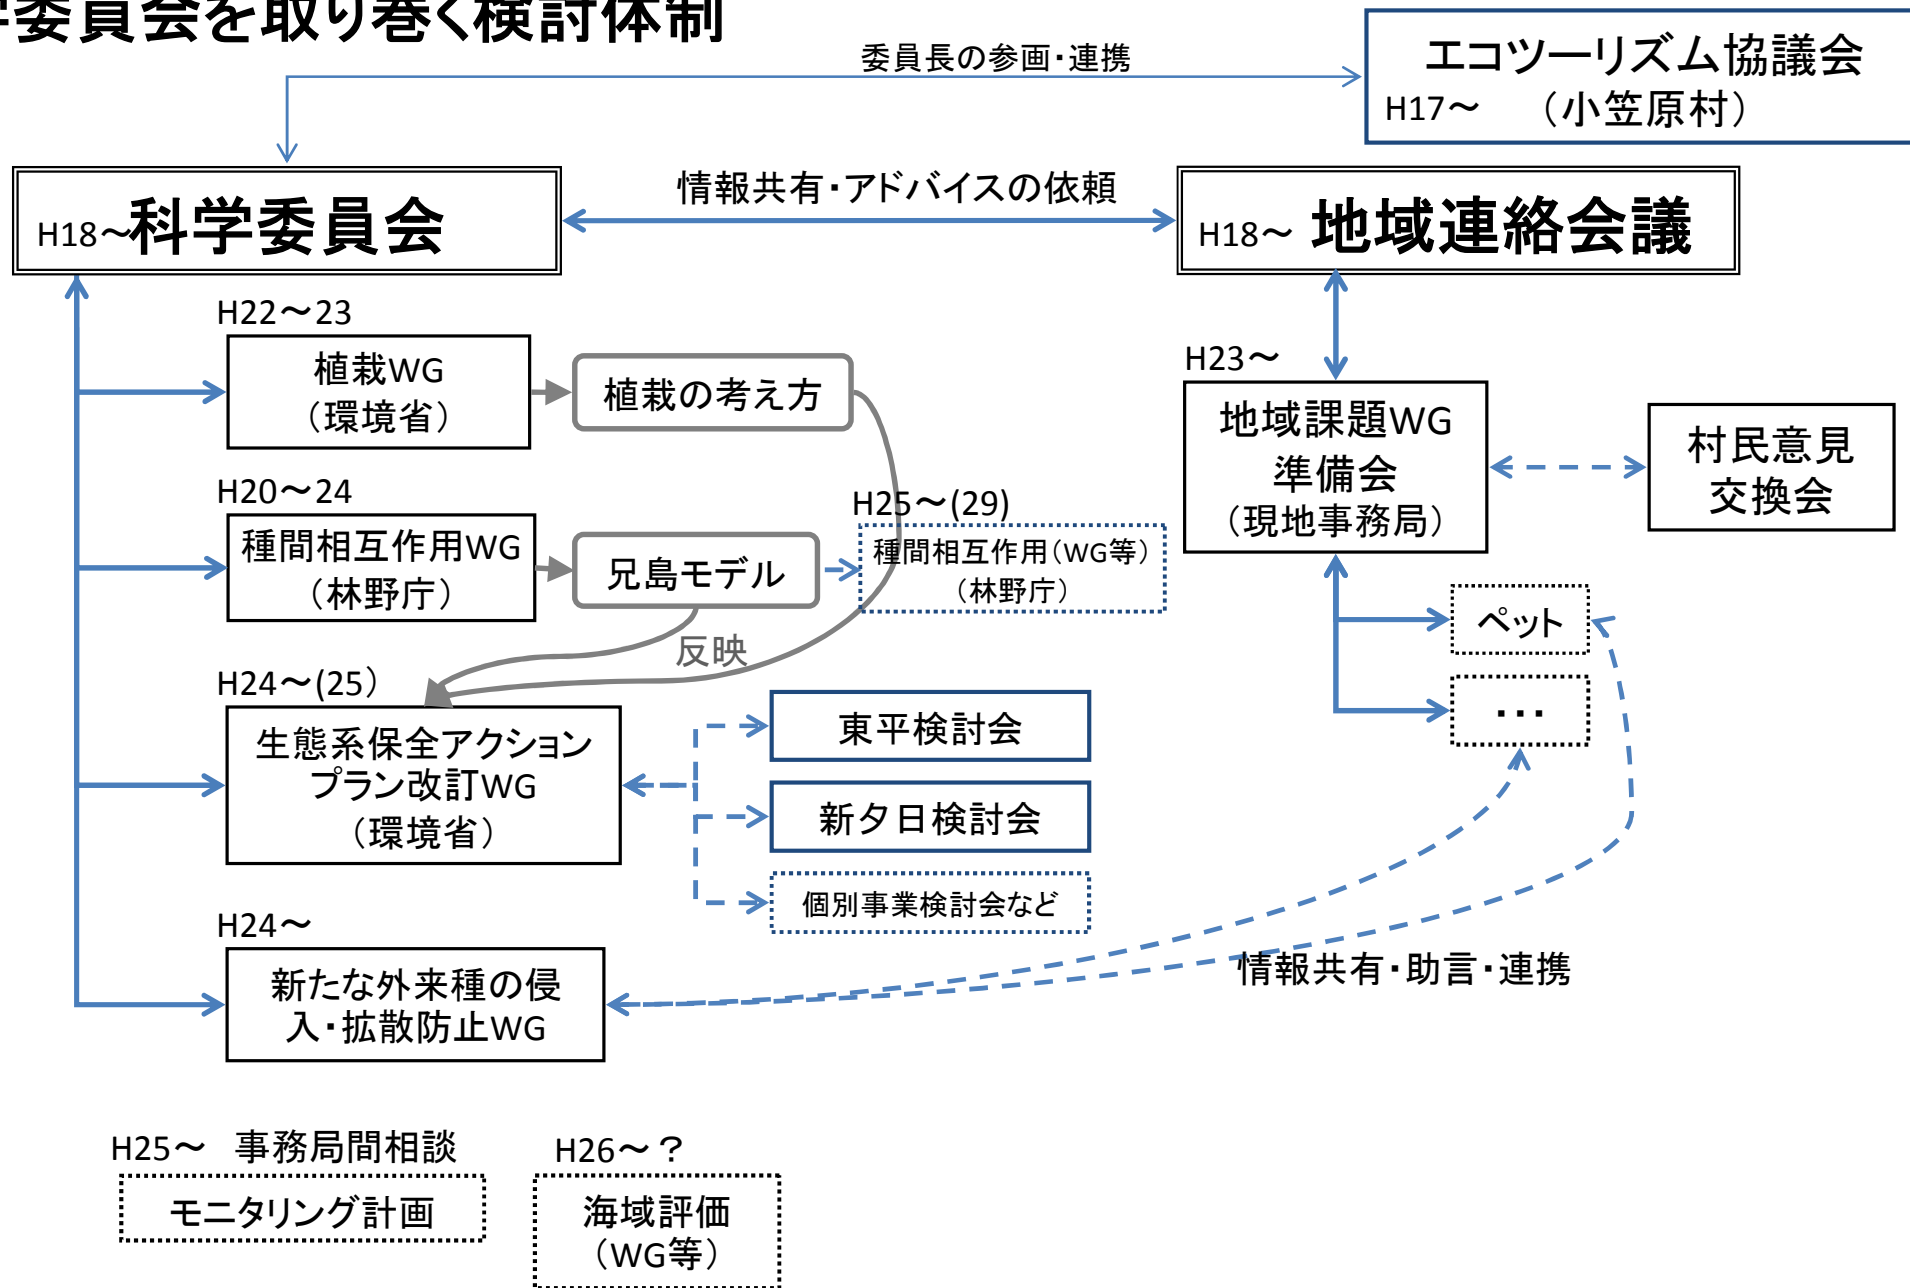 委員会を取り巻く検討体制
委員長の参画・連携
エコツーリズム協議会
H17～ （小笠原村）
情報共有・アドバイスの依頼
H18～科学委員会
H18～ 地域連絡会議
H22～23
植栽WG
（環境省）
植栽の考え方
H23～
地域課題WG
準備会
（現地事務局）
村民意見
交換会
H20～24
種間相互作用WG
（林野庁）
兄島モデル
H25～(29)
種間相互作用（WG等）
（林野庁）
反映
ペット
・・・
H24～(25）
生態系保全アクション
プラン改訂WG
（環境省）
東平検討会
新夕日検討会
個別事業検討会など
H24～
新たな外来種の侵
入・拡散防止WG
情報共有・助言・連携
H25～ 事務局間相談
モニタリング計画
H26～？
海域評価
（WG等）